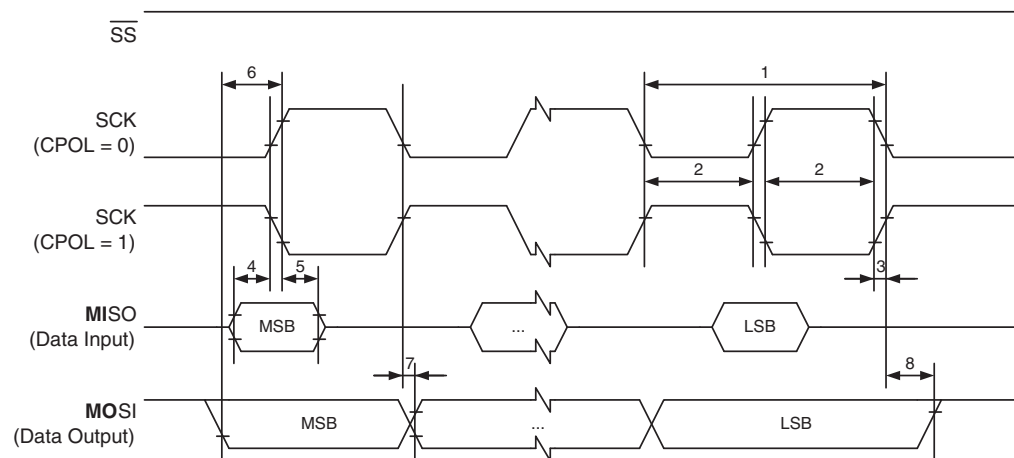 SS
6
1
SCK
(CPOL = 0)
2
2
SCK
(CPOL = 1)
4
5
3
MISO
(Data Input)
MSB
...
LSB
7
8
MOSI
(Data Output)
MSB
...
LSB